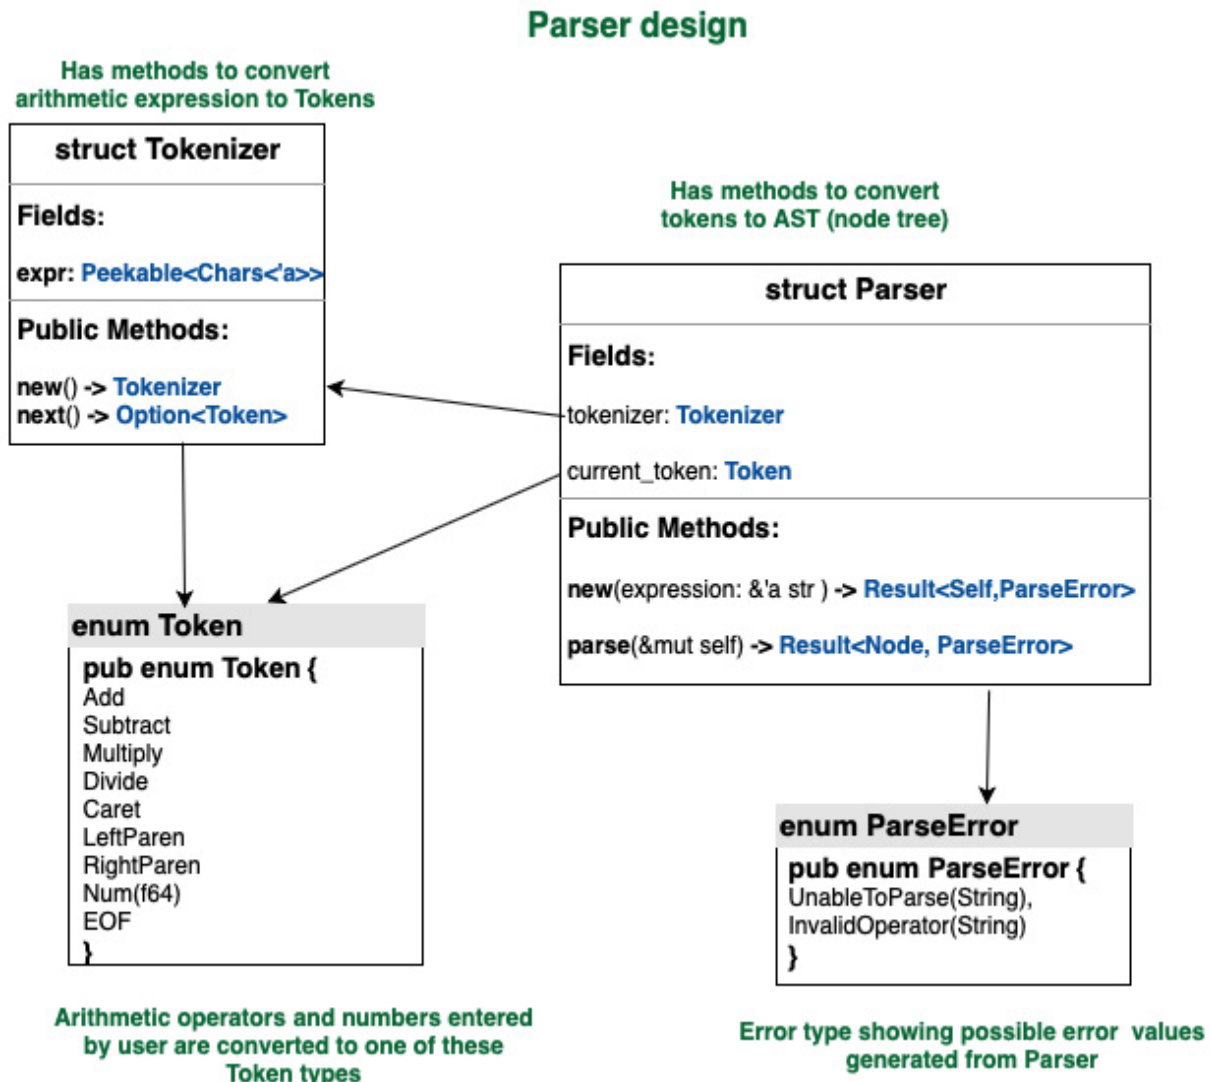 Parser design
Has methods to convert
arithmetic expression to Tokens
struct Tokenizer
Fields:
expr: Peekable<Chars<'a>>
Public Methods:
new() -> Tokenizer
next() -> Option<Token>
Has methods to convert
tokens to AST (node tree)
struct Parser
Fields:
tokenizer: Tokenizer
current_token: Token
Public Methods:
new(expression: &'a str ) -> Result<Self,ParseError>
parse(&mut self) -> Result<Node, ParseError>
enum Token
pub enum Token {
Add
Subtract
Multiply
Divide
Caret
LeftParen
RightParen
Num(f64)
EOF
}
Arithmetic operators and numbers entered
by user are converted to one of these
Token types
enum ParseError
pub enum ParseError {
UnableToParse(String),
InvalidOperator(String)
}
Error type showing possible error values
generated from Parser